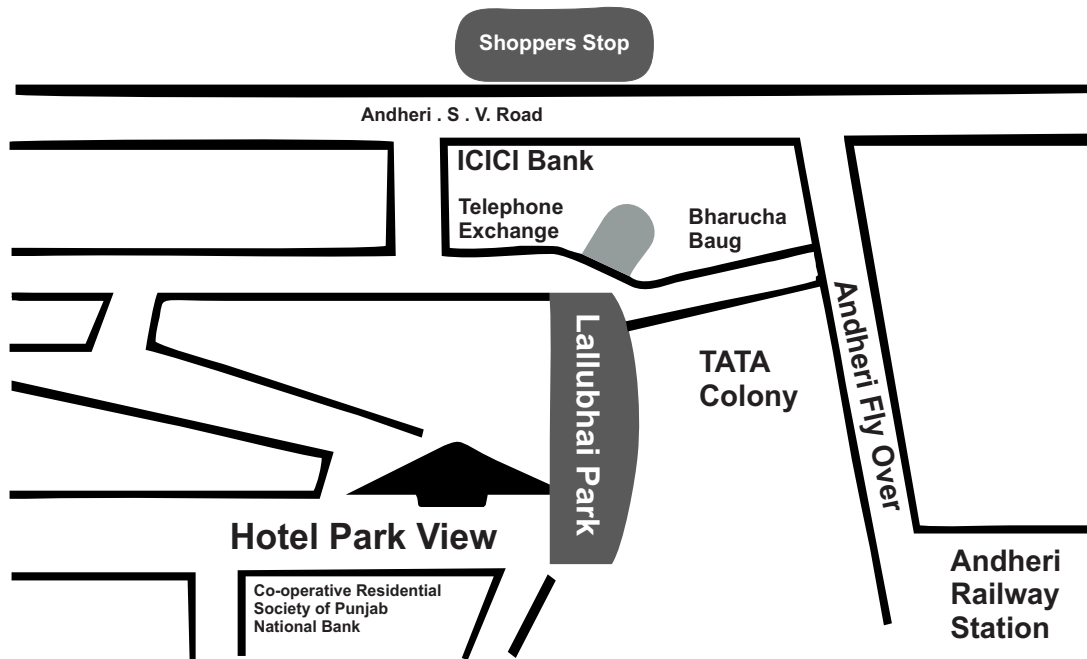 Shoppers Stop
Andheri . S . V. Road
ICICI Bank
Telephone
Exchange
Bharucha
Baug
Lallubhai Park
TATA
Colony
Andheri Fly Over
Hotel Park View
Co-operative Residential
Society of Punjab
National Bank
Andheri
Railway
Station